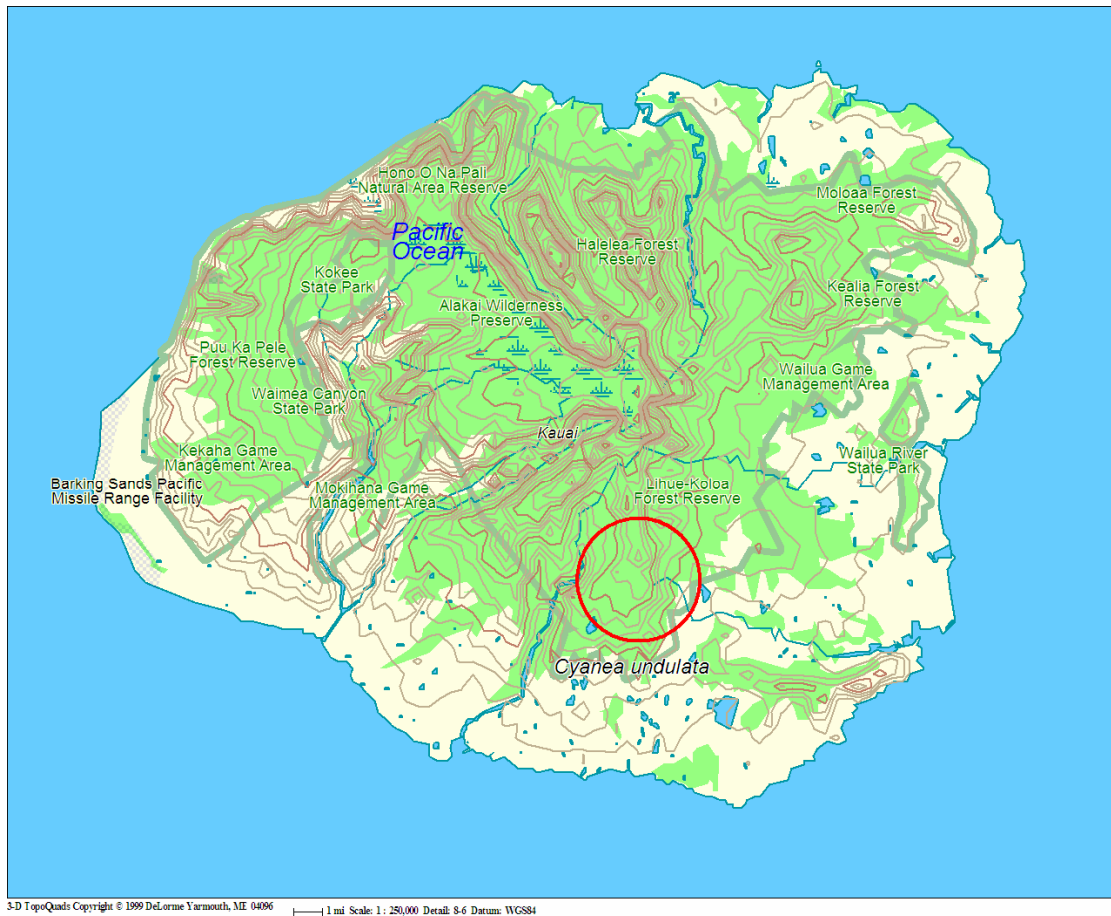 Hono O Na Pali
Natural Area Reserve
Moloaa Forest
Reserve
Pacific
Ocean
Halelea Forest
Reserve
Kokee
State Park
Kealia Forest
Reserve
Alakai Wilderness
Preserve
Puu Ka Pele
Forest Reserve
Wailua Game
Management Area
Waimea Canyon
State Park
Kauai
Kekaha Game
Management Area
Wailua River
State Park
Barking Sands Pacific
Missile Range Facility
Mokihana Game
Management Area
Lihue-Koloa
Forest Reserve
Cyanea undulata
3-D TopoQuads Copyright © 1999 DeLorme Yarmouth, ME 04096
1 mi Scale: 1 : 250,000 Detail: 8-6 Datum: WGS84